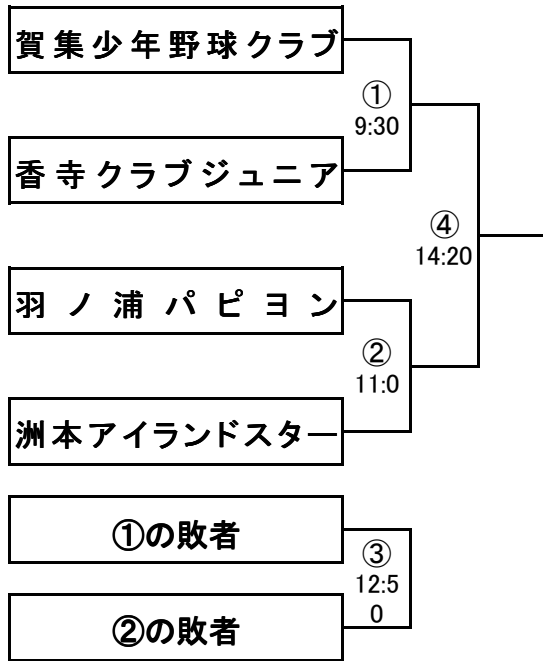 賀集少年野球クラブ
①
9:30
香寺クラブジュニア
④
14:20
羽ノ浦パピヨン
②
11:0
洲本アイランドスター
①の敗者
③
12:5
0
②の敗者